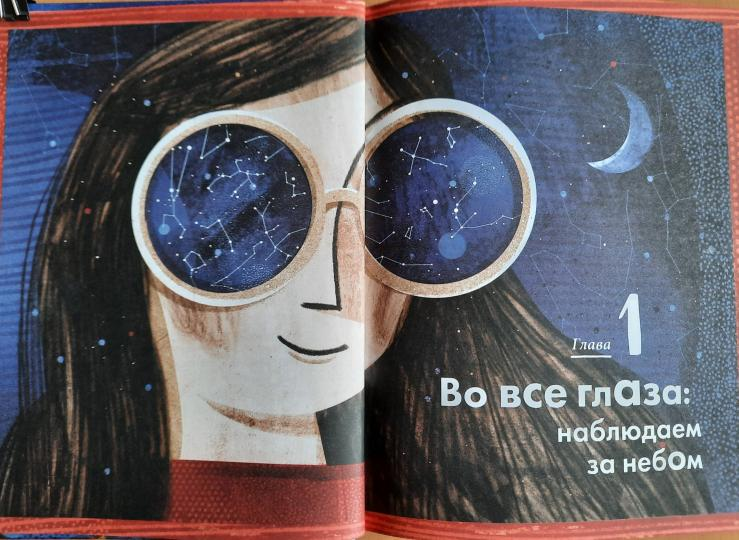 Глава 1
Во все глаза:
наблюдаем
за небом